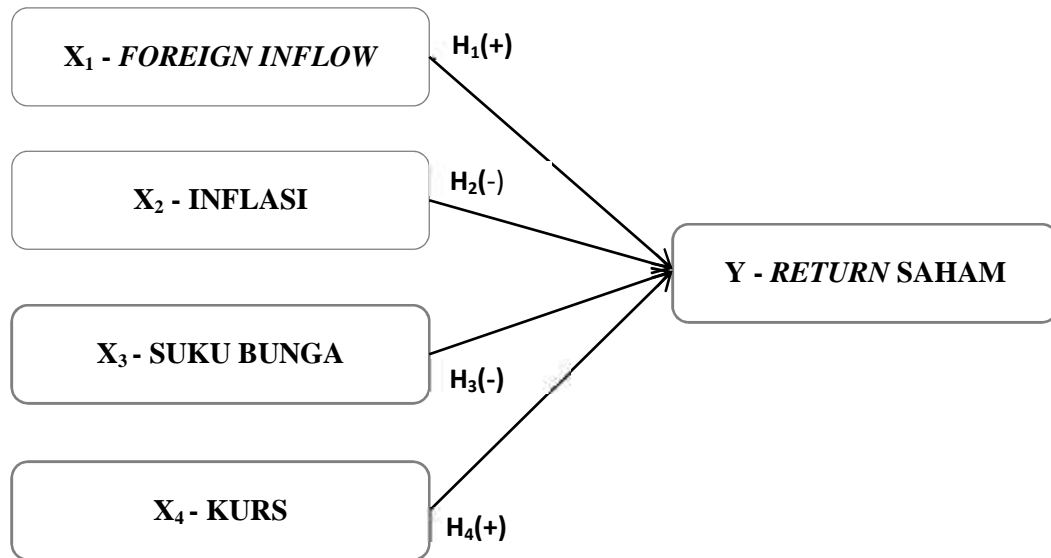 X₁ - FOREIGN INFLOW
H₁(+)
X₂ - INFLASI
H₂(-)
Y - RETURN SAHAM
X₃ - SUKU BUNGA
H₃(-)
X₄ - KURS
H₄(+)